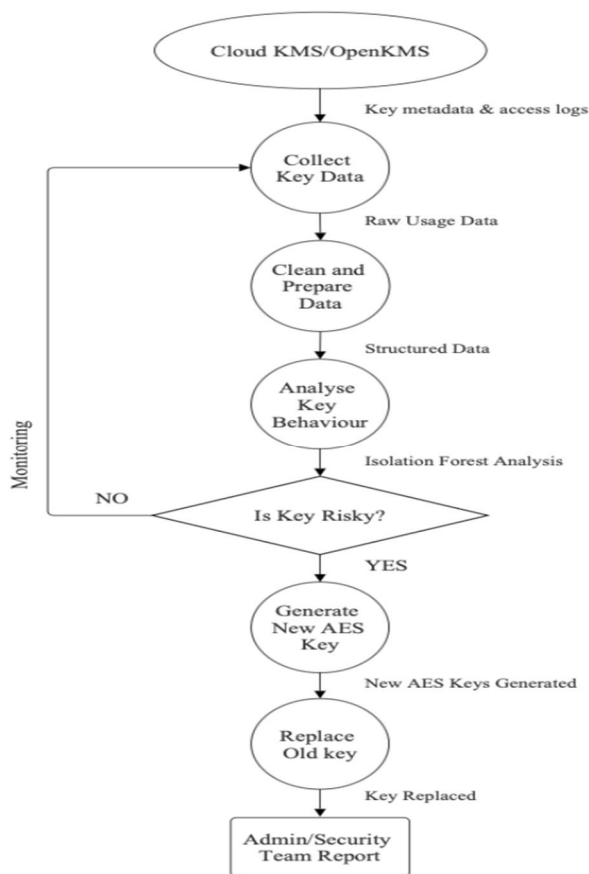 Cloud KMS/OpenKMS
Key metadata & access logs
Collect
Key Data
Raw Usage Data
Clean and
Prepare
Data
Structured Data
Analyse
Key
Behaviour
Isolation Forest Analysis
Monitoring
NO
Is Key Risky?
YES
Generate
New AES
Key
New AES Keys Generated
Replace
Old key
Key Replaced
Admin/Security
Team Report